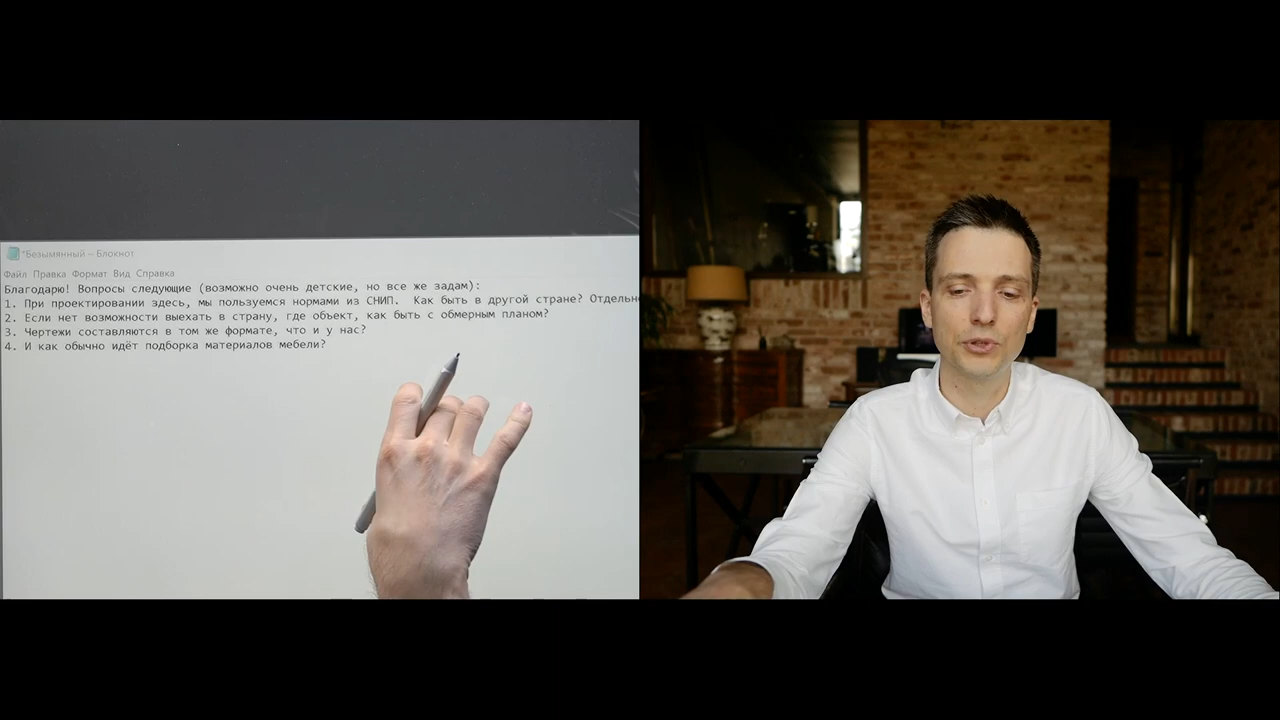 *Безымянный – Блокнот
Файл Правка Формат Вид Справка
Благодарю! Вопросы следующие (возможно очень детские, но все же задам):
1. При проектировании здесь, мы пользуемся нормами из СНИП.  Как быть в другой стране? Отдельн
2. Если нет возможности выехать в страну, где объект, как быть с обмерным планом?
3. Чертежи составляются в том же формате, что и у нас?
4. И как обычно идёт подборка материалов мебели?